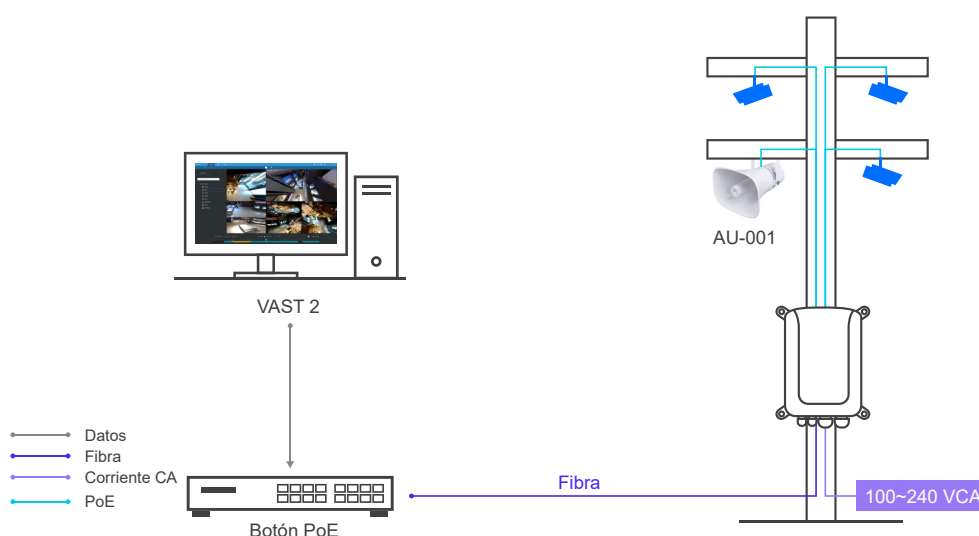 AU-001
VAST 2
Datos
Fibra
Corriente CA
PoE
Fibra
100~240 VCA
Botón PoE